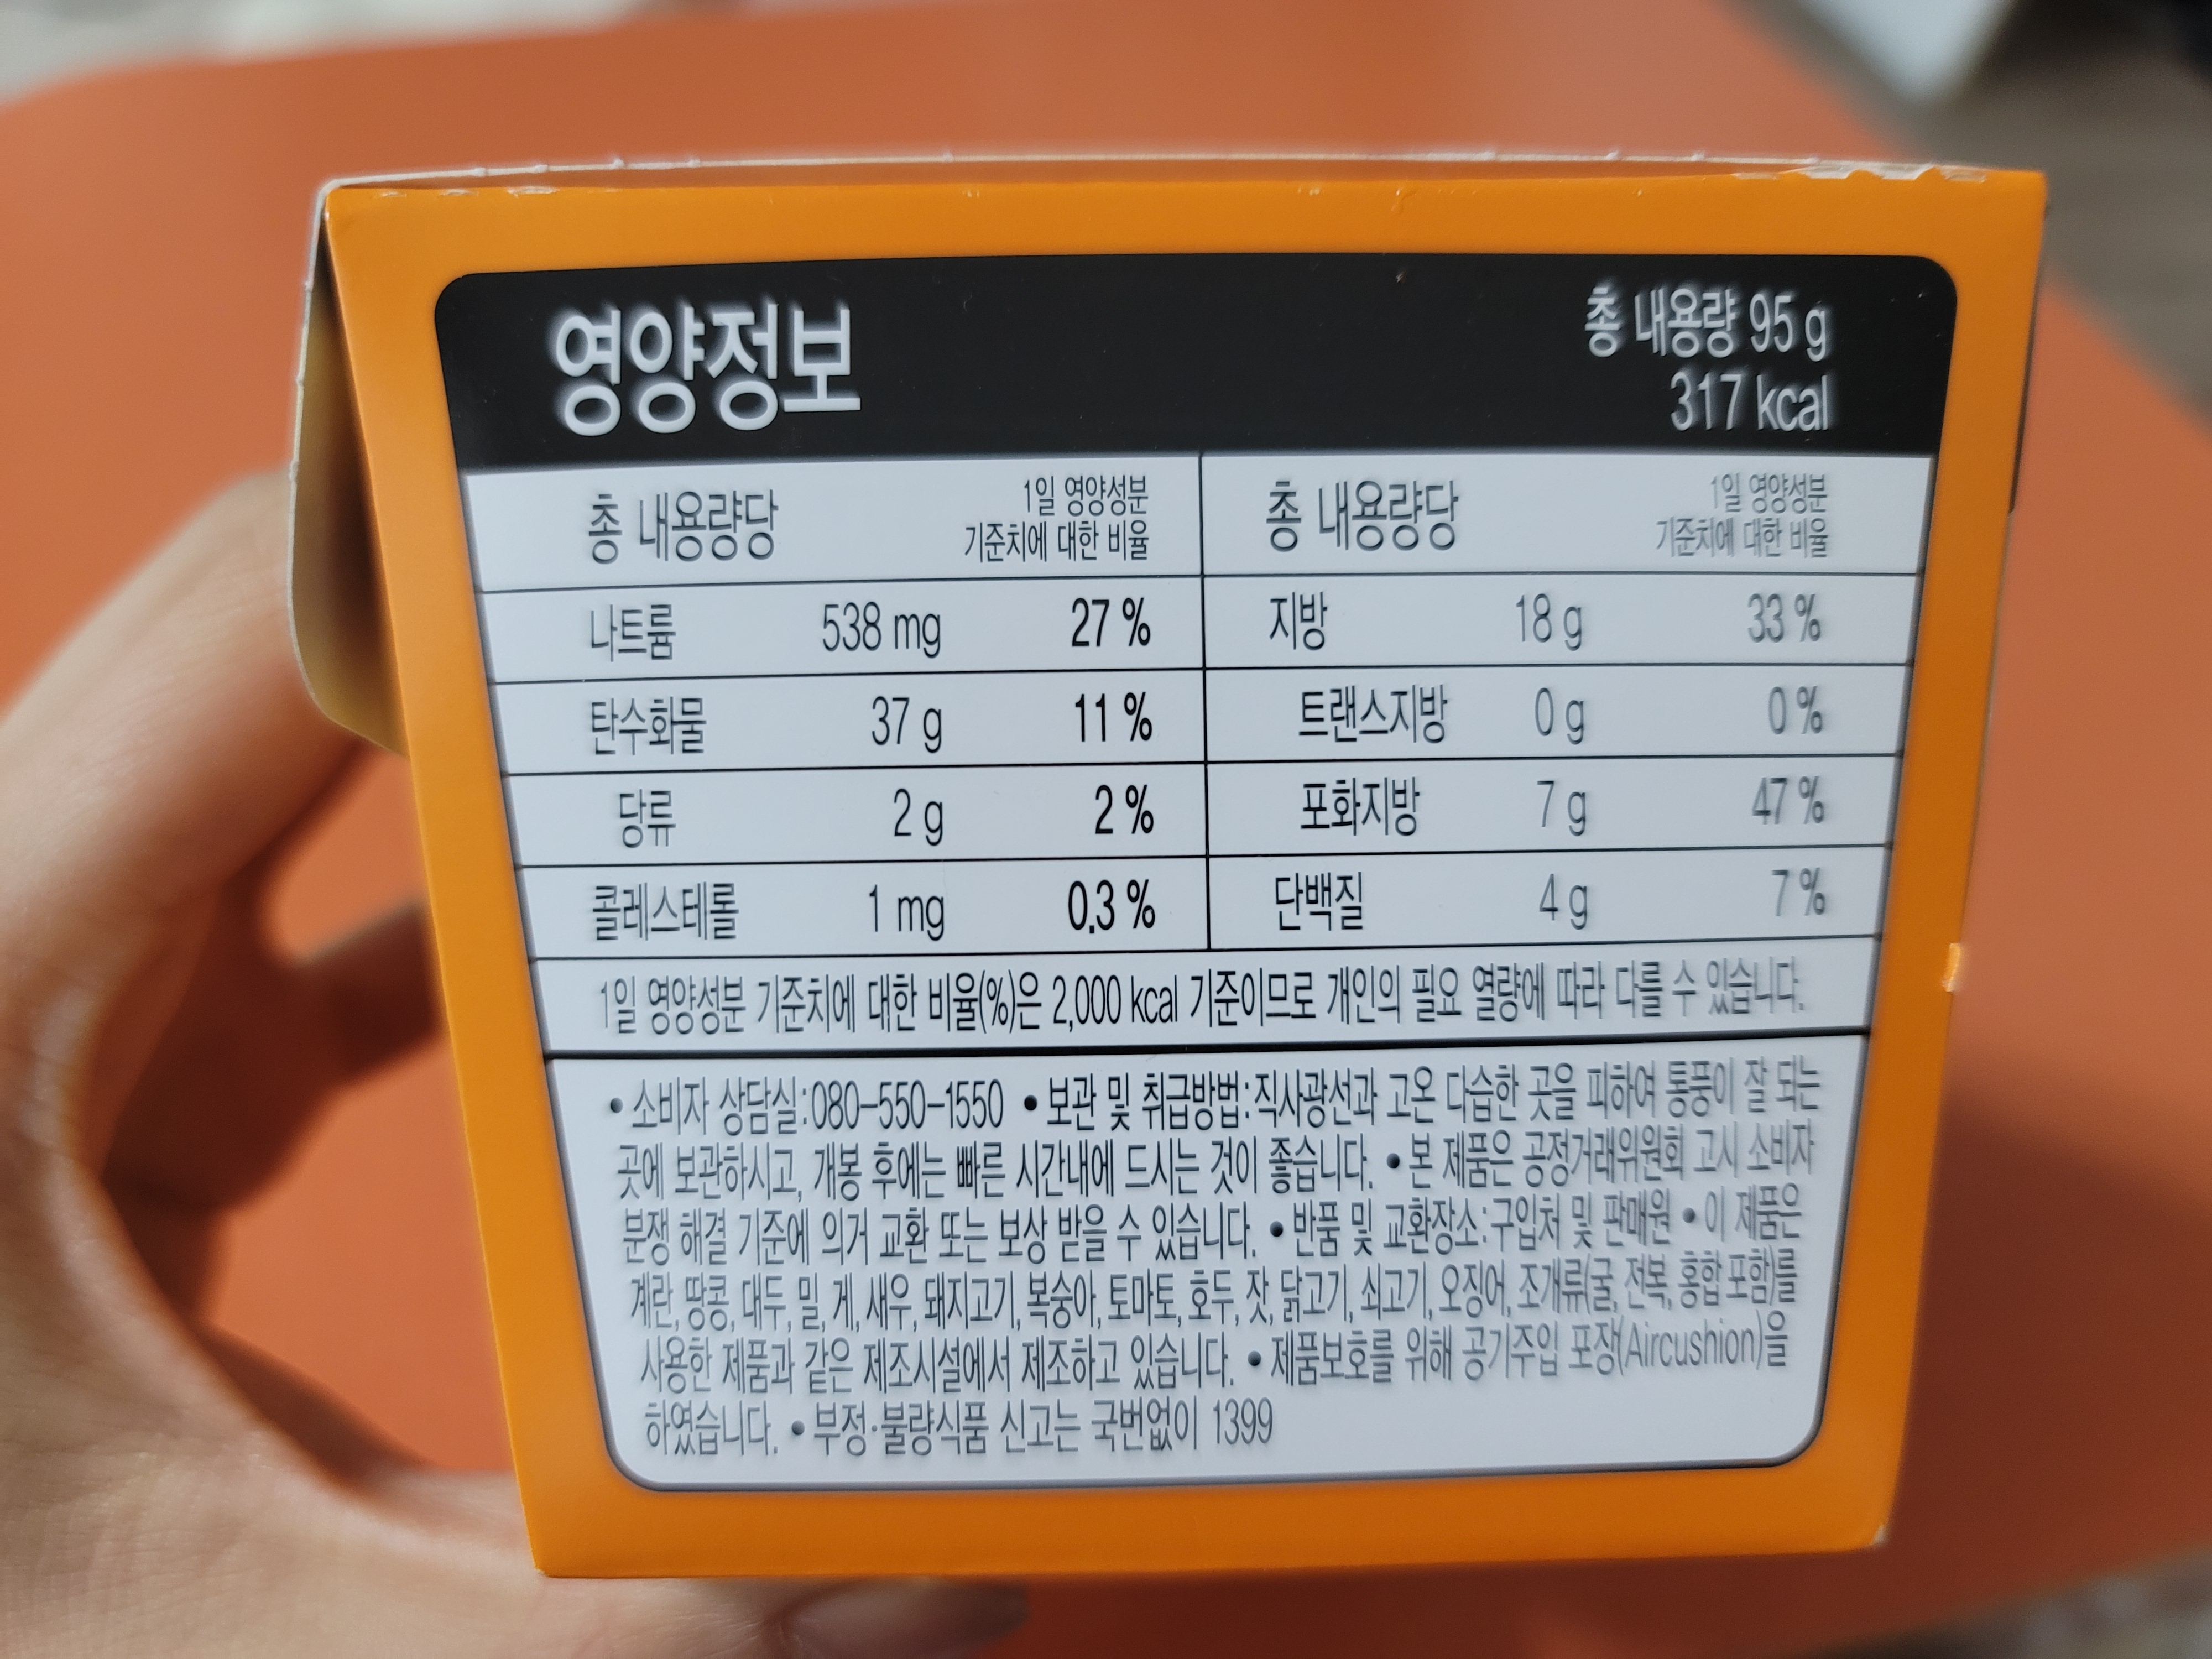 영양정보
총 내용량 95 g
317 kcal
총 내용량당 1일 영양성분 기준치에 대한 비율 총 내용량당 1일 영양성분 기준치에 대한 비율
나트륨 538 mg 27 % 지방 18 g 33 %
탄수화물 37 g 11 % 트랜스지방 0 g 0 %
당류 2 g 2 % 포화지방 7 g 47 %
콜레스테롤 1 mg 0.3 % 단백질 4 g 7 %
1일 영양성분 기준치에 대한 비율(%)은 2,000 kcal 기준이므로 개인의 필요 열량에 따라 다를 수 있습니다.
• 소비자 상담실:080-550-1550 • 보관 및 취급방법:직사광선과 고온 다습한 곳을 피하여 통풍이 잘 되는
곳에 보관하시고, 개봉 후에는 빠른 시간내에 드시는 것이 좋습니다. • 본 제품은 공정거래위원회 고시 소비자
분쟁 해결 기준에 의거 교환 또는 보상 받을 수 있습니다. • 반품 및 교환장소:구입처 및 판매원 • 이 제품은
계란, 땅콩, 대두, 밀, 게, 새우, 돼지고기, 복숭아, 토마토, 호두, 잣, 닭고기, 쇠고기, 오징어, 조개류(굴, 전복, 홍합 포함)를
사용한 제품과 같은 제조시설에서 제조하고 있습니다. • 제품보호를 위해 공기주입 포장(Aircushion)을
하였습니다. • 부정·불량식품 신고는 국번없이 1399